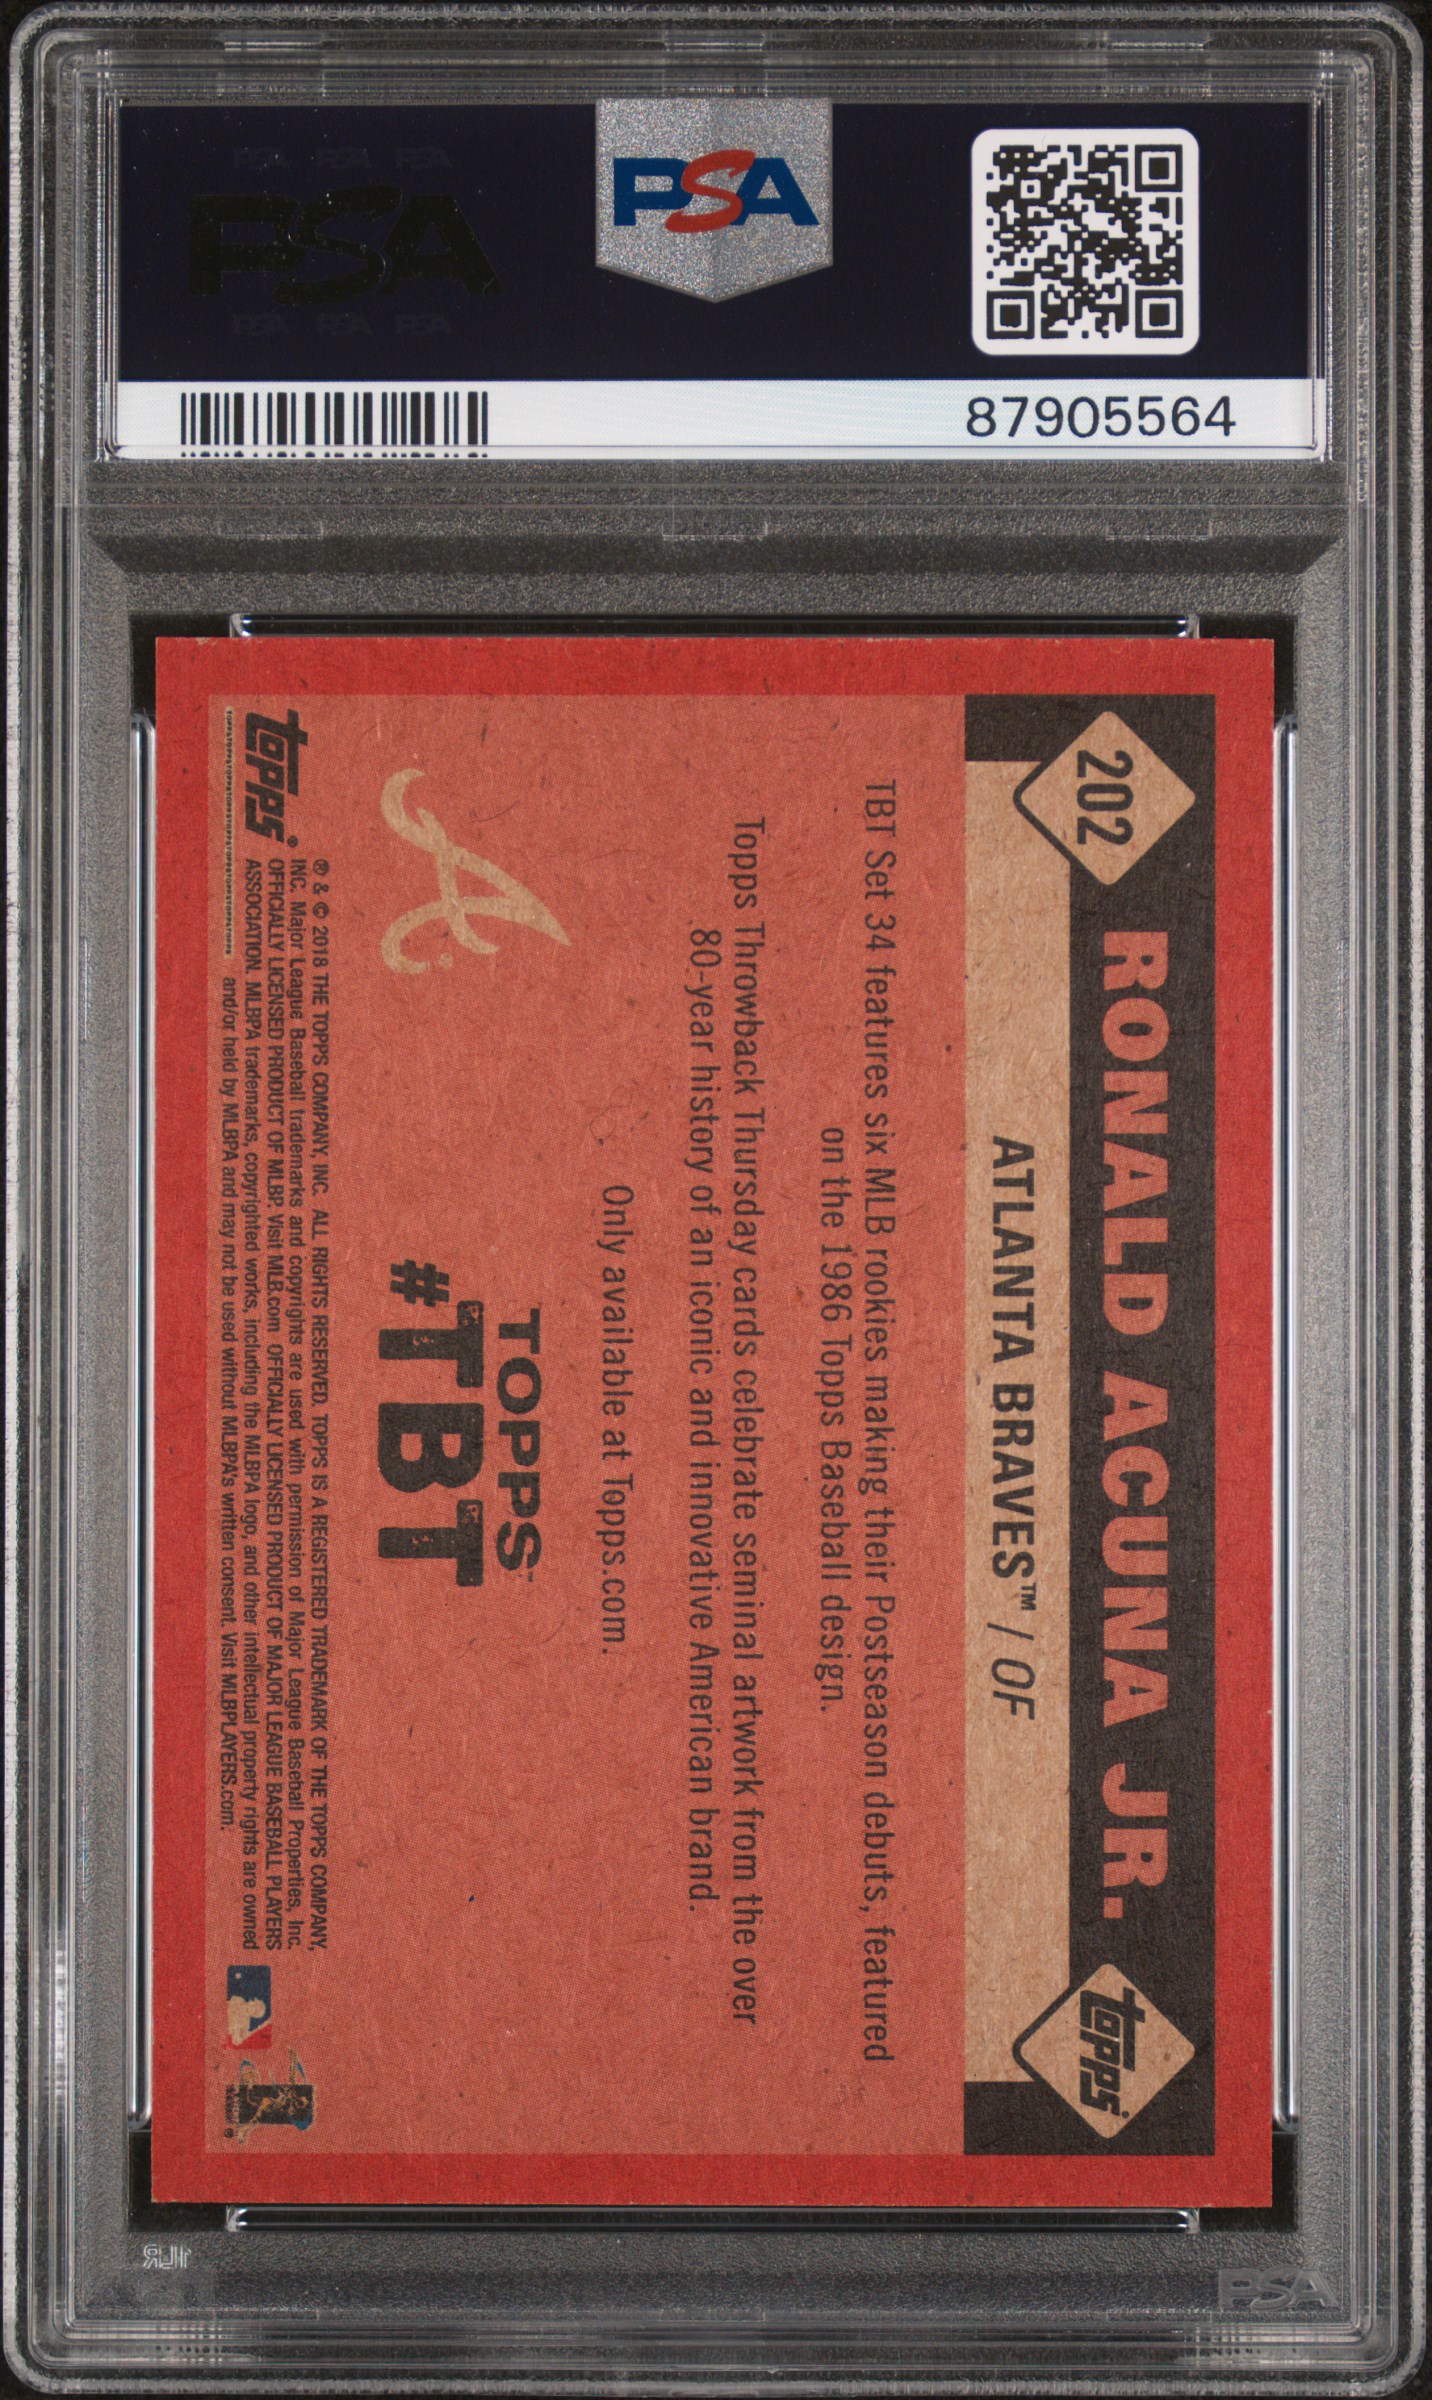 PSA
PSA
87905564
202
RONALD ACUNA JR.
topps®
ATLANTA BRAVES™ / OF
TBT Set 34 features six MLB rookies making their Postseason debuts, featured
on the 1986 Topps Baseball design.
Topps Throwback Thursday cards celebrate seminal artwork from the over
80-year history of an iconic and innovative American brand.
Only available at Topps.com.
TOPPS™
#TBT
A
topps®
® & © 2018 THE TOPPS COMPANY, INC. ALL RIGHTS RESERVED. TOPPS IS A REGISTERED TRADEMARK OF THE TOPPS COMPANY,
INC. Major League Baseball trademarks and copyrights are used with permission of Major League Baseball Properties, Inc.
OFFICIALLY LICENSED PRODUCT OF MLBP. Visit MLB.com OFFICIALLY LICENSED PRODUCT OF MAJOR LEAGUE BASEBALL PLAYERS
ASSOCIATION. MLBPA trademarks, copyrighted works, including the MLBPA logo, and other intellectual property rights are owned
and/or held by MLBPA and may not be used without MLBPA's written consent. Visit MLBPLAYERS.com.
PSA